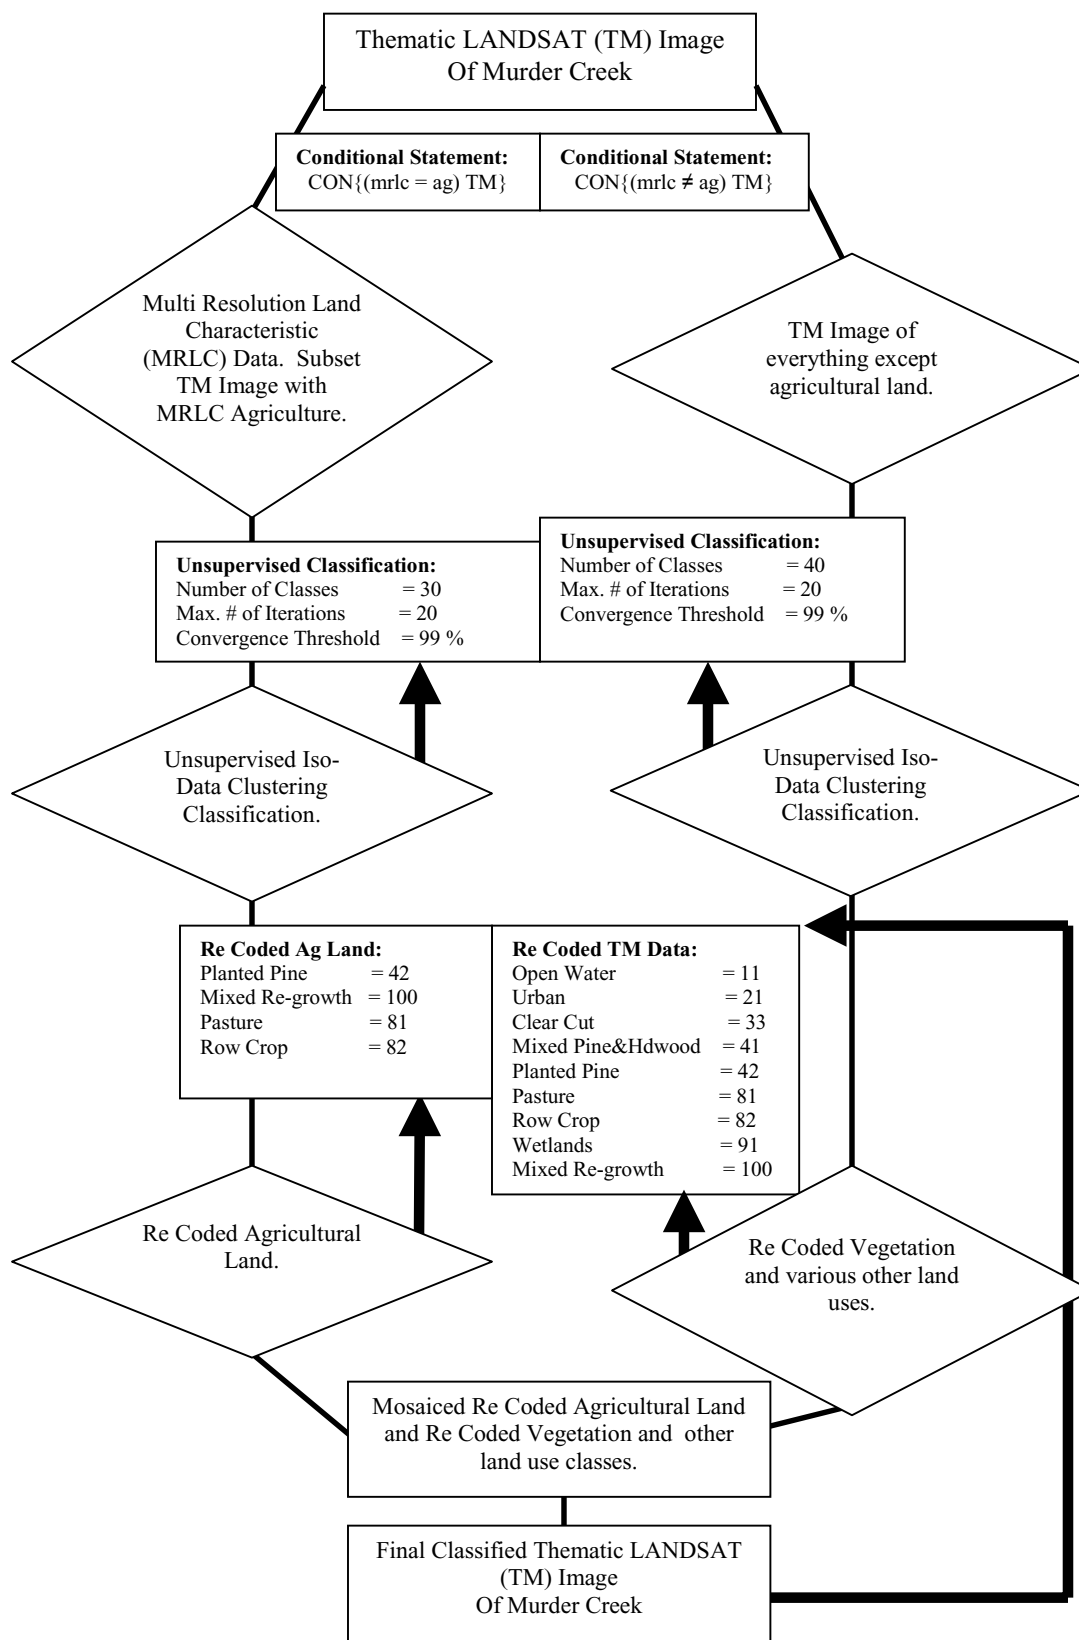 Thematic LANDSAT (TM) Image
Of Murder Creek
Conditional Statement:
CON{(mrlc = ag) TM}
Conditional Statement:
CON{(mrlc ≠ ag) TM}
Multi Resolution Land
Characteristic
(MRLC) Data. Subset
TM Image with
MRLC Agriculture.
TM Image of
everything except
agricultural land.
Unsupervised Classification:
Number of Classes = 30
Max. # of Iterations = 20
Convergence Threshold = 99 %
Unsupervised Classification:
Number of Classes = 40
Max. # of Iterations = 20
Convergence Threshold = 99 %
Unsupervised Iso-
Data Clustering
Classification.
Unsupervised Iso-
Data Clustering
Classification.
Re Coded Ag Land:
Planted Pine = 42
Mixed Re-growth = 100
Pasture = 81
Row Crop = 82
Re Coded TM Data:
Open Water = 11
Urban = 21
Clear Cut = 33
Mixed Pine&Hdwood = 41
Planted Pine = 42
Pasture = 81
Row Crop = 82
Wetlands = 91
Mixed Re-growth = 100
Re Coded Agricultural
Land.
Re Coded Vegetation
and various other land
uses.
Mosaiced Re Coded Agricultural Land
and Re Coded Vegetation and other
land use classes.
Final Classified Thematic LANDSAT
(TM) Image
Of Murder Creek